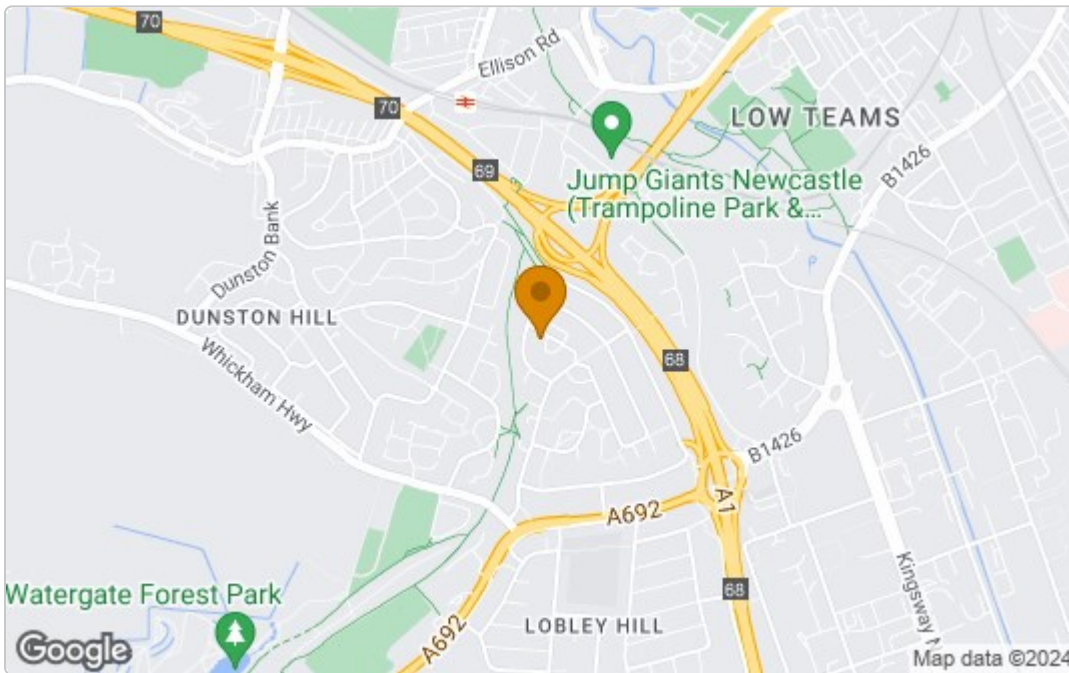 70
Ellison Rd
70
LOW TEAMS
B1426
69
Jump Giants Newcastle
(Trampoline Park &...
Dunston Bank
DUNSTON HILL
68
Whickham Hwy
B1426
A1
A692
Kingsway N
Watergate Forest Park
68
A692
LOBLEY HILL
Google
Map data ©2024